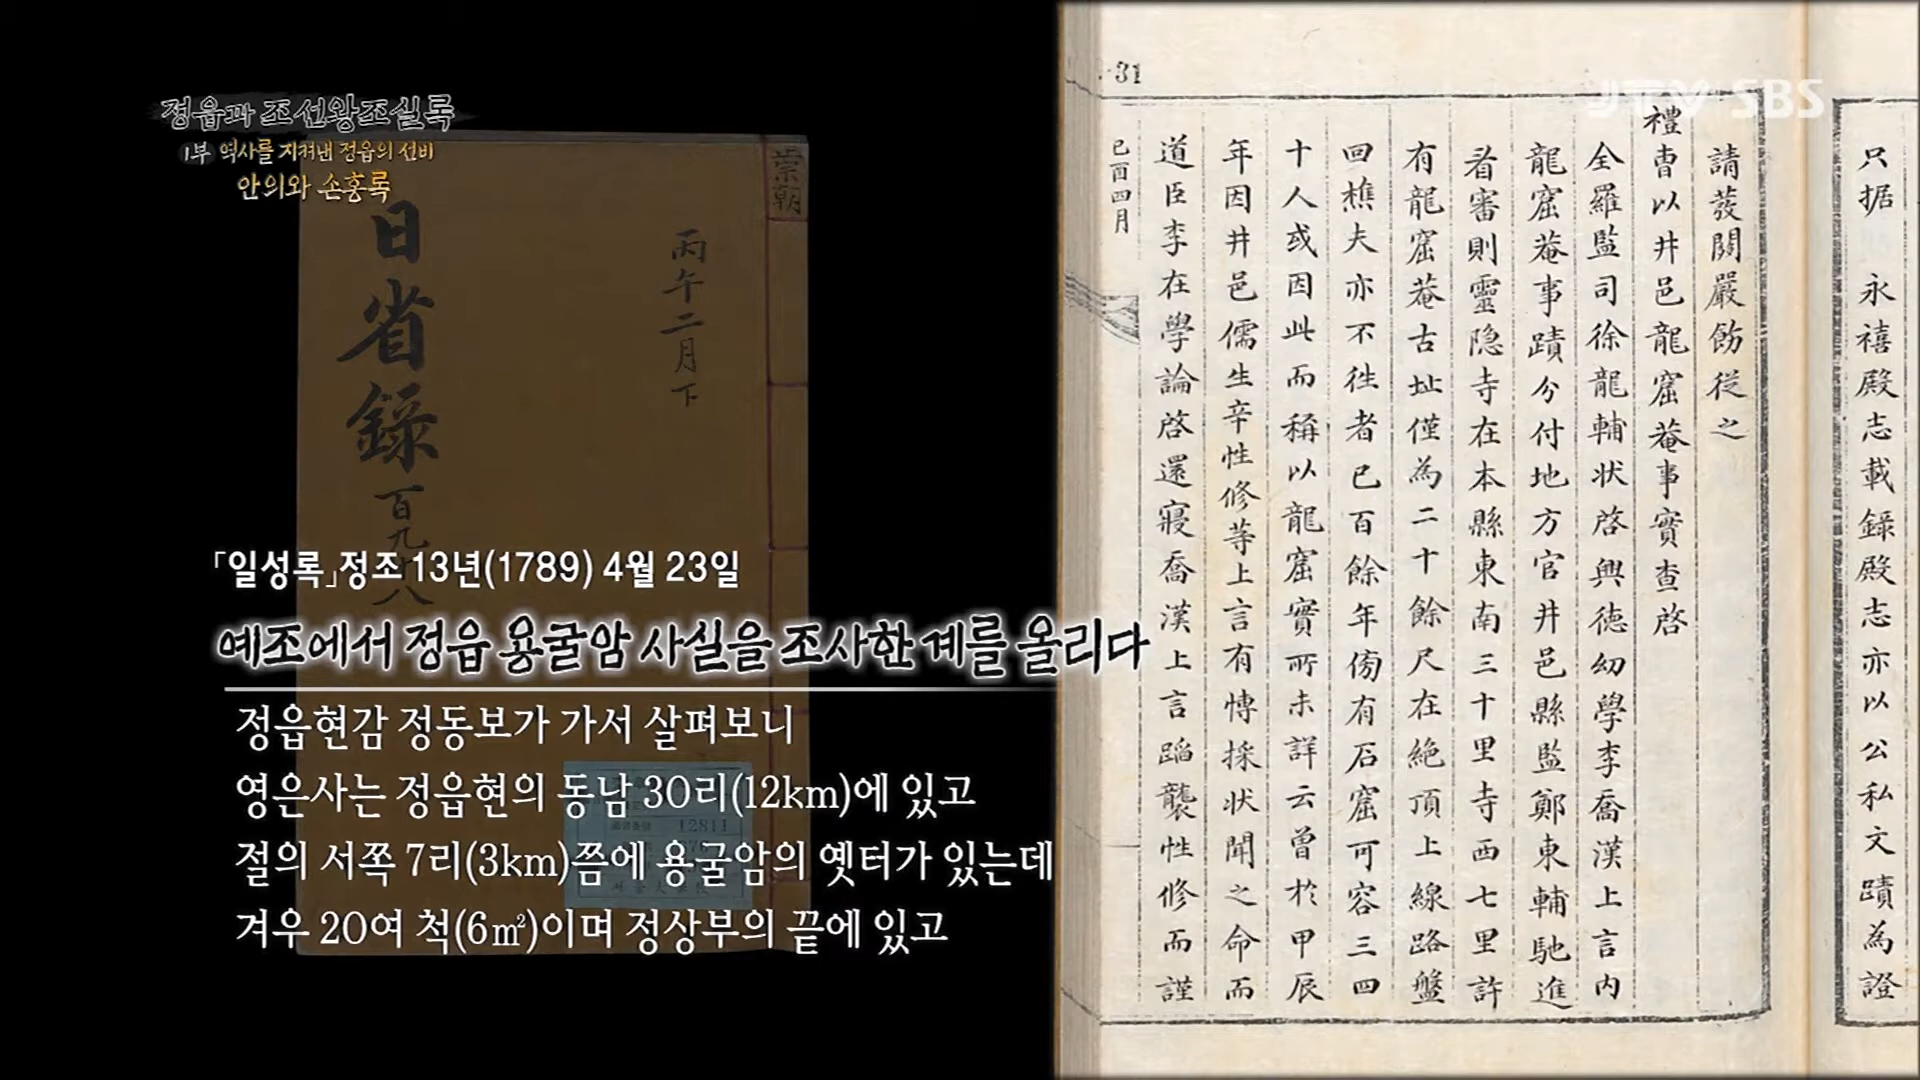 정읍과 조선왕조실록
1부 역사를 지켜낸 정읍의 선비
안의와 손홍록
JTV SBS
日省錄
百九十八
丙午二月下
「일성록」정조 13년(1789) 4월 23일
예조에서 정읍 용굴암 사실을 조사한 계를 올리다
정읍현감 정동보가 가서 살펴보니
영은사는 정읍현의 동남 30리(12km)에 있고
절의 서쪽 7리(3km)쯤에 용굴암의 옛터가 있는데
겨우 20여 척(6㎡)이며 정상부의 끝에 있고
12811
31
只据 永禧殿志載錄殿志亦以公私文蹟為證
請發關嚴飭從之
禮曹以井邑龍窟菴事實查啓
全羅監司徐龍輔狀啓興德幼學李喬漢上言內
龍窟菴事蹟分付地方官井邑縣監鄭東輔馳進
看審則靈隐寺在本縣東南三十里寺西七里許
有龍窟菴古址僅為二十餘尺在絶頂上線路盤
回樵夫亦不徃者已百餘年傍有石窟可容三四
十人或因此而稱以龍窟實所未詳云曾於甲辰
年因井邑儒生辛性修等上言有慱採状聞之命而
道臣李在學論啓還寢喬漢上言蹈襲性修而謹
已酉四月